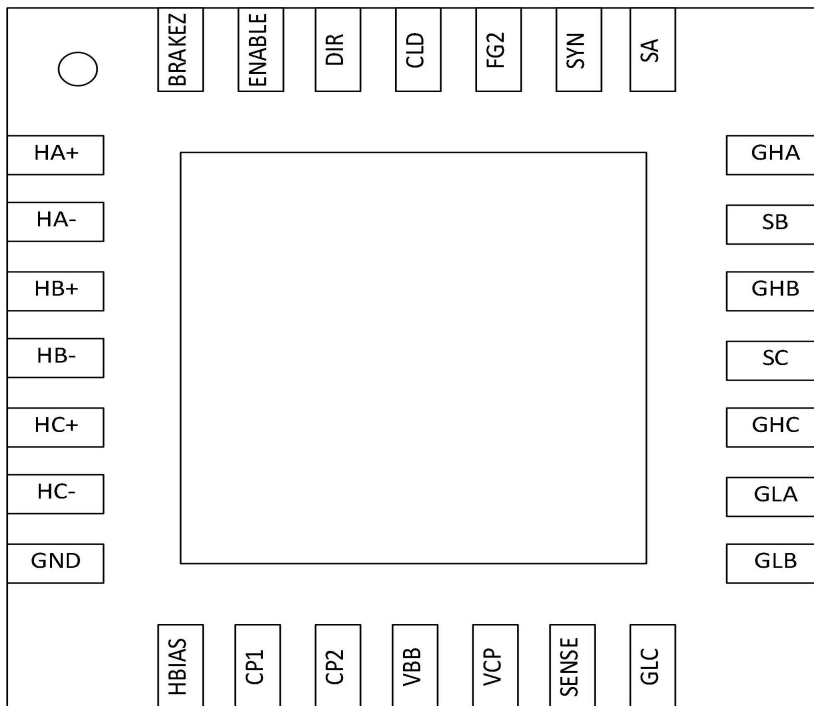 BRAKEZ
ENABLE
DIR
CLD
FG2
SYN
SA
HA+
HA-
HB+
HB-
HC+
HC-
GND
GHA
SB
GHB
SC
GHC
GLA
GLB
HBIAS
CP1
CP2
VBB
VCP
SENSE
GLC